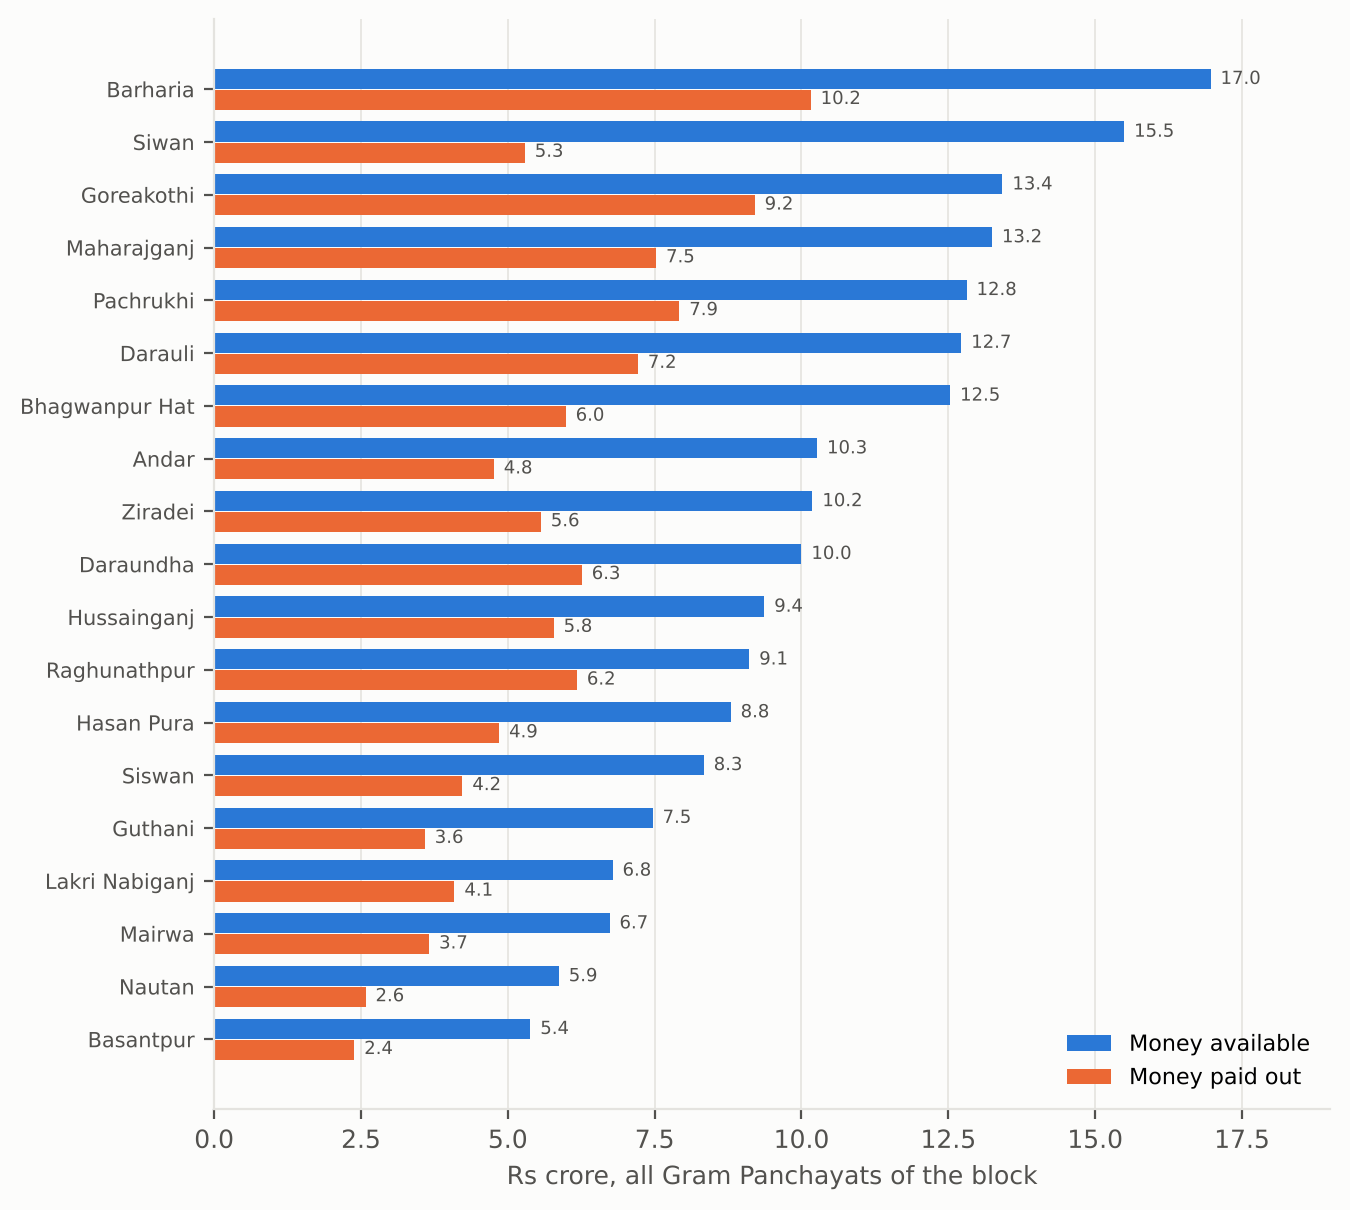 Barharia 17.0
10.2
Siwan 15.5
5.3
Goreakothi 13.4
9.2
Maharajganj 13.2
7.5
Pachrukhi 12.8
7.9
Darauli 12.7
7.2
Bhagwanpur Hat 12.5
6.0
Andar 10.3
4.8
Ziradei 10.2
5.6
Daraundha 10.0
6.3
Hussainganj 9.4
5.8
Raghunathpur 9.1
6.2
Hasan Pura 8.8
4.9
Siswan 8.3
4.2
Guthani 7.5
3.6
Lakri Nabiganj 6.8
4.1
Mairwa 6.7
3.7
Nautan 5.9
2.6
Basantpur 5.4
2.4
Money available
Money paid out
0.0 2.5 5.0 7.5 10.0 12.5 15.0 17.5
Rs crore, all Gram Panchayats of the block